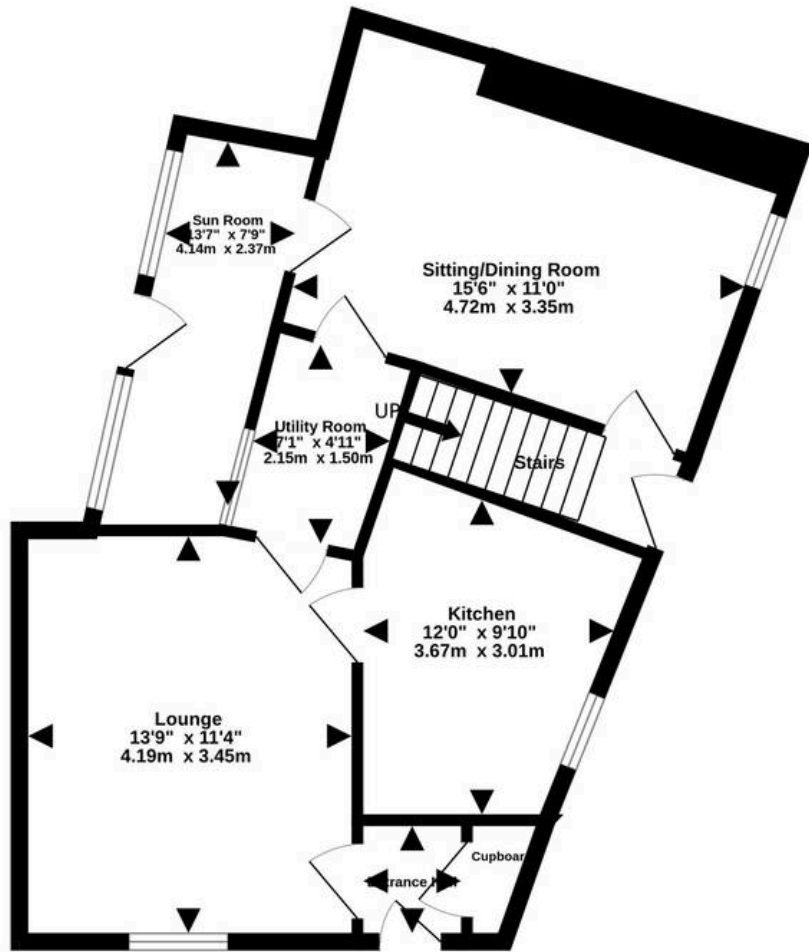 Sun Room
13'7" x 7'9"
4.14m x 2.37m
Sitting/Dining Room
15'6" x 11'0"
4.72m x 3.35m
UP
Utility Room
7'1" x 4'11"
2.15m x 1.50m
Stairs
Kitchen
12'0" x 9'10"
3.67m x 3.01m
Lounge
13'9" x 11'4"
4.19m x 3.45m
Cupboar